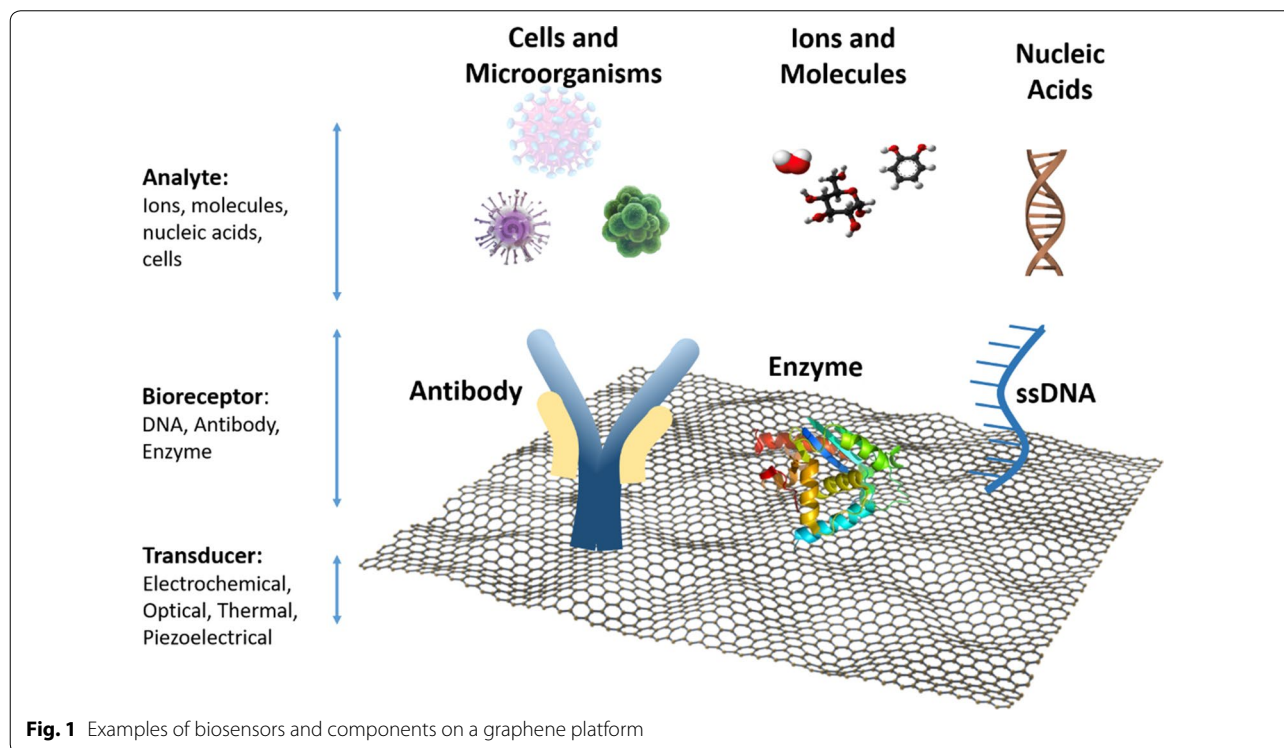 Cells and
Microorganisms
Ions and
Molecules
Nucleic
Acids
Analyte:
Ions, molecules,
nucleic acids,
cells
Bioreceptor:
DNA, Antibody,
Enzyme
Antibody
Enzyme
ssDNA
Transducer:
Electrochemical,
Optical, Thermal,
Piezoelectrical
Fig. 1 Examples of biosensors and components on a graphene platform